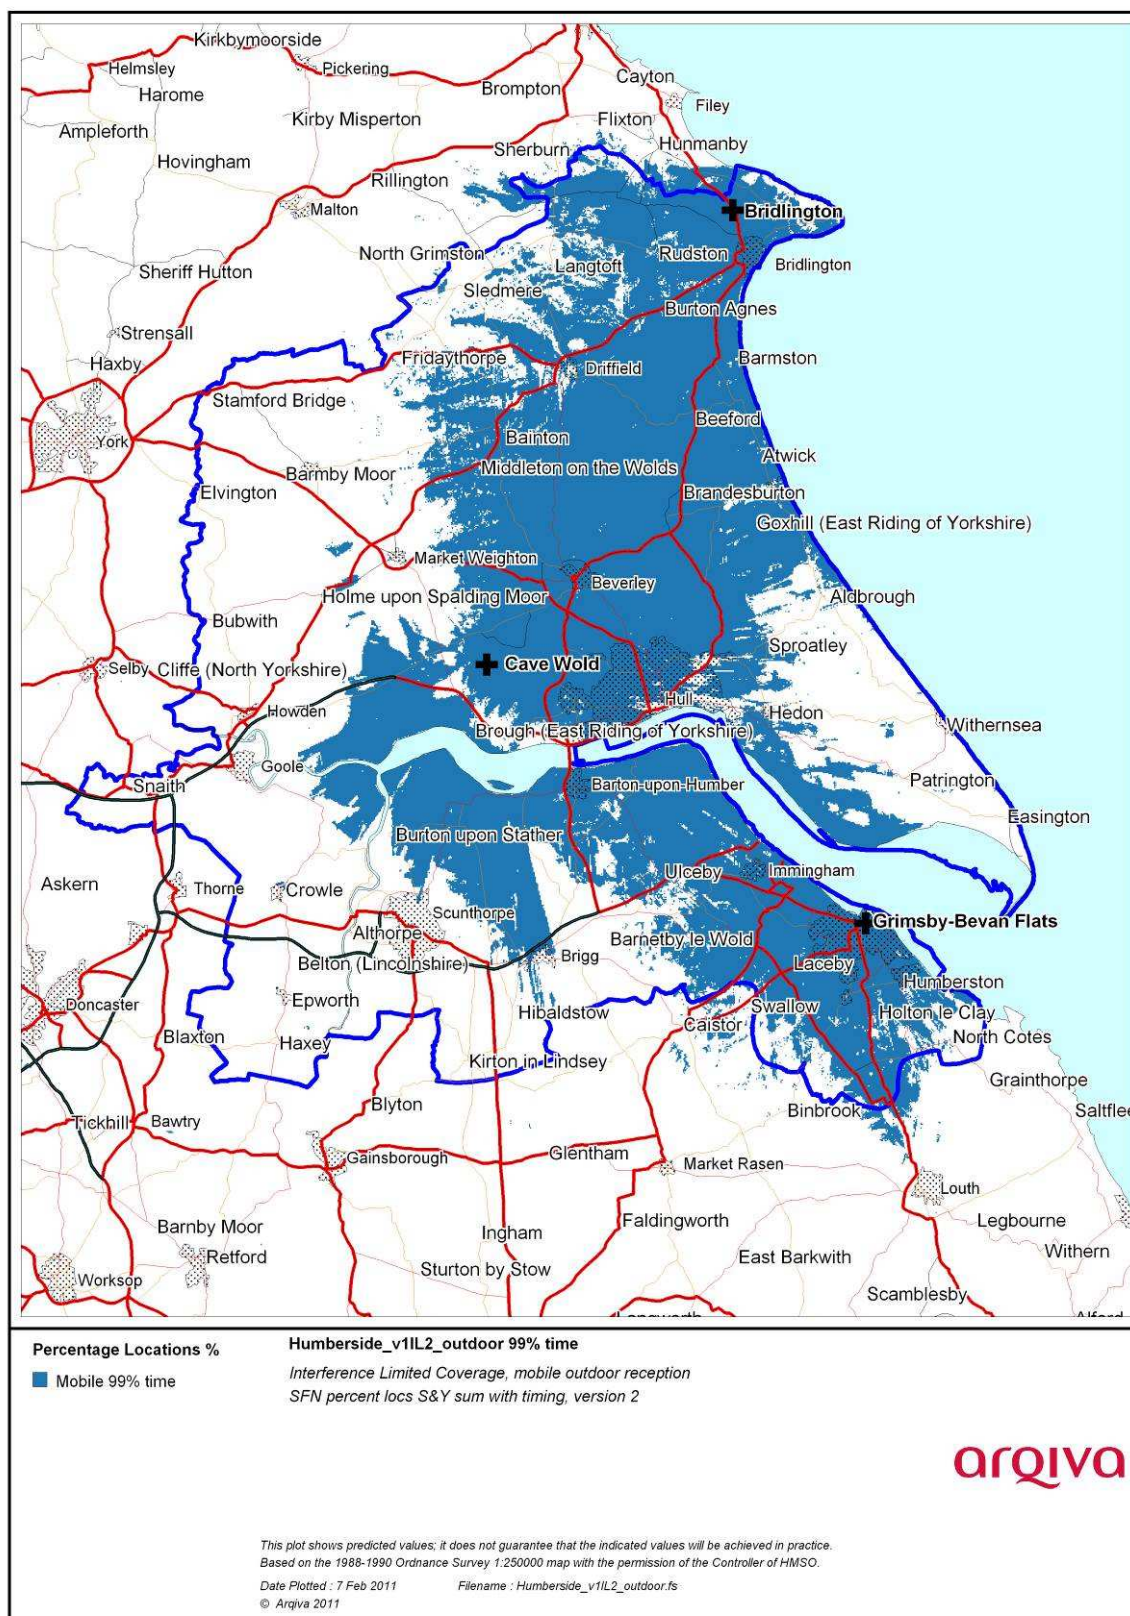 Kirkbymoorside
Cayton
Helmsley
Pickering
Brompton
Harome
Filey
Ampleforth
Kirby Misperton
Flixton
Hunmanby
Hovingham
Sherburn
Rillington
Malton
Bridlington
North Grimston
Rudston
Langtoft
Bridlington
Sheriff Hutton
Sledmere
Burton Agnes
Strensall
Haxby
Fridaythorpe
Barmston
Driffield
Stamford Bridge
Beeford
York
Bainton
Atwick
Barmby Moor
Middleton on the Wolds
Elvington
Brandesburton
Goxhill (East Riding of Yorkshire)
Market Weighton
Beverley
Holme upon Spalding Moor
Aldbrough
Bubwith
Sproatley
Selby
Cliffe (North Yorkshire)
Cave Wold
Hull
Howden
Hedon
Withernsea
Brough (East Riding of Yorkshire)
Goole
Patrington
Snaith
Barton-upon-Humber
Easington
Burton upon Stather
Ulceby
Immingham
Askern
Thorne
Crowle
Scunthorpe
Grimsby-Bevan Flats
Althorpe
Barnetby le Wold
Belton (Lincolnshire)
Brigg
Laceby
Humberston
Doncaster
Epworth
Swallow
Hibaldstow
Holton le Clay
Caistor
Blaxton
Haxey
North Cotes
Kirton in Lindsey
Grainthorpe
Blyton
Binbrook
Saltflee
Tickhill
Bawtry
Gainsborough
Glentham
Market Rasen
Louth
Barnby Moor
Ingham
Faldingworth
Legbourne
Retford
East Barkwith
Withern
Worksop
Sturton by Stow
Scamblesby
Percentage Locations %
Mobile 99% time
Humberside_v1IL2_outdoor 99% time
Interference Limited Coverage, mobile outdoor reception
SFN percent locs S&Y sum with timing, version 2
arqiva
This plot shows predicted values; it does not guarantee that the indicated values will be achieved in practice.
Based on the 1988-1990 Ordnance Survey 1:250000 map with the permission of the Controller of HMSO.
Date Plotted : 7 Feb 2011 Filename : Humberside_v1IL2_outdoor.fs
© Arqiva 2011